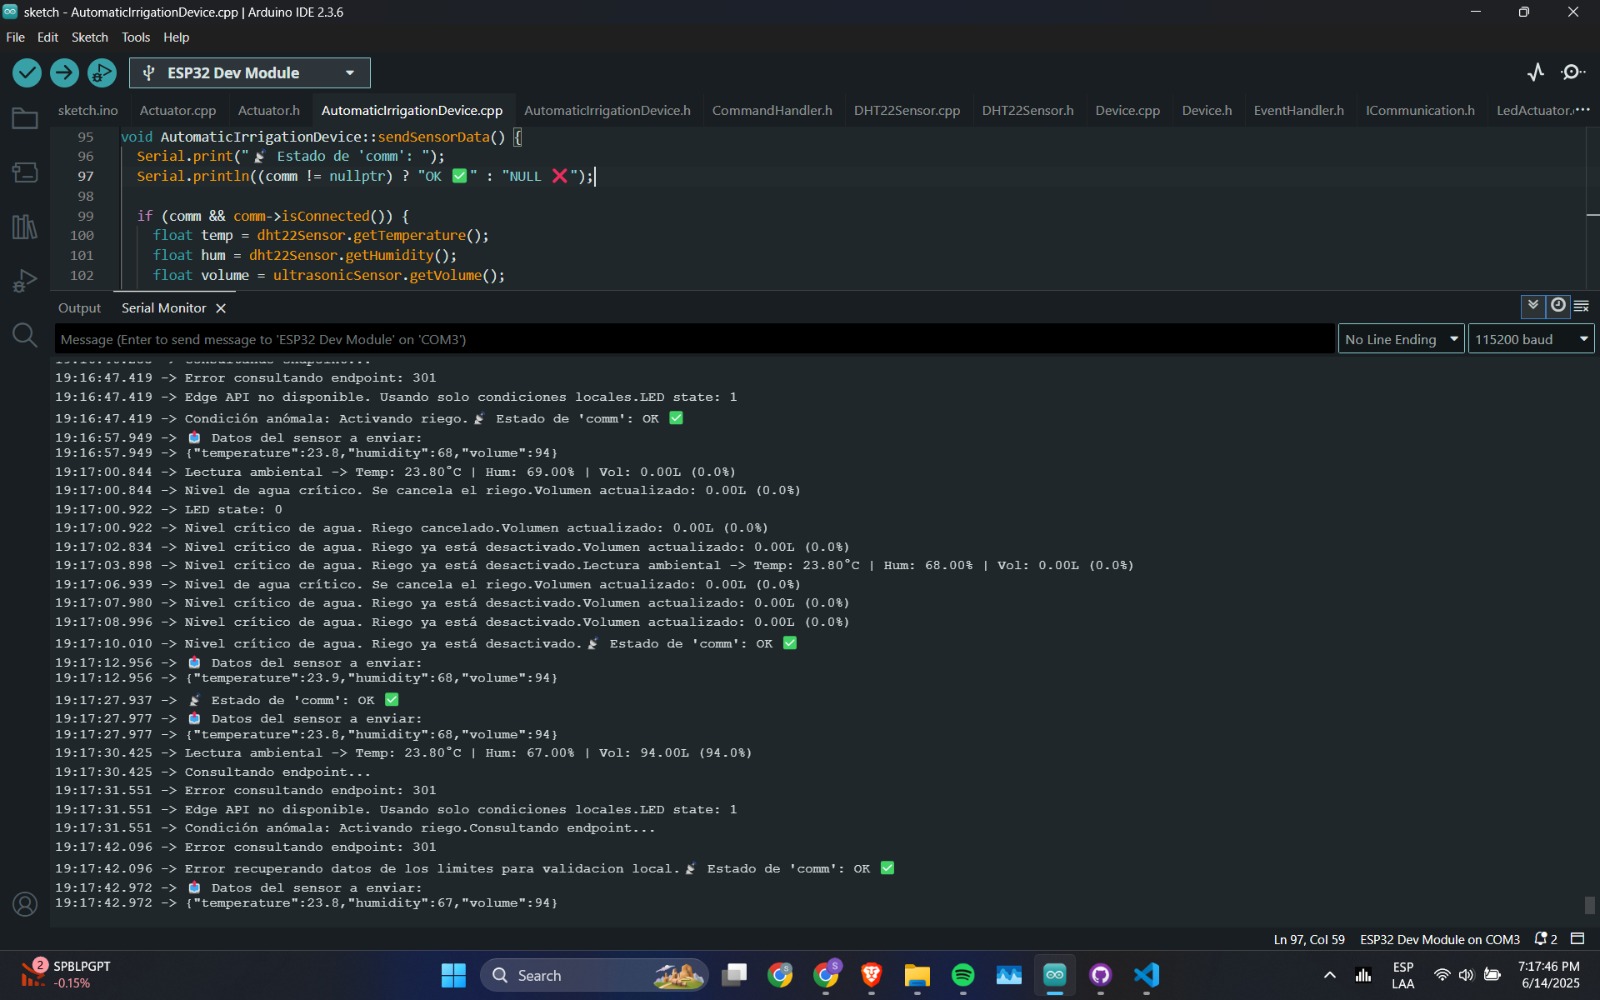 sketch - AutomaticIrrigationDevice.cpp | Arduino IDE 2.3.6
File Edit Sketch Tools Help
ESP32 Dev Module
sketch.ino Actuator.cpp Actuator.h AutomaticIrrigationDevice.cpp AutomaticIrrigationDevice.h CommandHandler.h DHT22Sensor.cpp DHT22Sensor.h Device.cpp Device.h EventHandler.h ICommunication.h LedActuator.
95 void AutomaticIrrigationDevice::sendSensorData() {
96 Serial.print("📡 Estado de 'comm': ");
97 Serial.println((comm != nullptr) ? "OK ✅" : "NULL ❌");
98
99 if (comm && comm->isConnected()) {
100 float temp = dht22Sensor.getTemperature();
101 float hum = dht22Sensor.getHumidity();
102 float volume = ultrasonicSensor.getVolume();
Output Serial Monitor
Message (Enter to send message to 'ESP32 Dev Module' on 'COM3')
No Line Ending 115200 baud
19:16:47.419 -> Error consultando endpoint: 301
19:16:47.419 -> Edge API no disponible. Usando solo condiciones locales.LED state: 1
19:16:47.419 -> Condición anómala: Activando riego.📡 Estado de 'comm': OK ✅
19:16:57.949 -> 📤 Datos del sensor a enviar:
19:16:57.949 -> {"temperature":23.8,"humidity":68,"volume":94}
19:17:00.844 -> Lectura ambiental -> Temp: 23.80°C | Hum: 69.00% | Vol: 0.00L (0.0%)
19:17:00.844 -> Nivel de agua crítico. Se cancela el riego.Volumen actualizado: 0.00L (0.0%)
19:17:00.922 -> LED state: 0
19:17:00.922 -> Nivel crítico de agua. Riego cancelado.Volumen actualizado: 0.00L (0.0%)
19:17:02.834 -> Nivel crítico de agua. Riego ya está desactivado.Volumen actualizado: 0.00L (0.0%)
19:17:03.898 -> Nivel crítico de agua. Riego ya está desactivado.Lectura ambiental -> Temp: 23.80°C | Hum: 68.00% | Vol: 0.00L (0.0%)
19:17:06.939 -> Nivel de agua crítico. Se cancela el riego.Volumen actualizado: 0.00L (0.0%)
19:17:07.980 -> Nivel crítico de agua. Riego ya está desactivado.Volumen actualizado: 0.00L (0.0%)
19:17:08.996 -> Nivel crítico de agua. Riego ya está desactivado.Volumen actualizado: 0.00L (0.0%)
19:17:10.010 -> Nivel crítico de agua. Riego ya está desactivado.📡 Estado de 'comm': OK ✅
19:17:12.956 -> 📤 Datos del sensor a enviar:
19:17:12.956 -> {"temperature":23.9,"humidity":68,"volume":94}
19:17:27.937 -> 📡 Estado de 'comm': OK ✅
19:17:27.977 -> 📤 Datos del sensor a enviar:
19:17:27.977 -> {"temperature":23.8,"humidity":68,"volume":94}
19:17:30.425 -> Lectura ambiental -> Temp: 23.80°C | Hum: 67.00% | Vol: 94.00L (94.0%)
19:17:30.425 -> Consultando endpoint...
19:17:31.551 -> Error consultando endpoint: 301
19:17:31.551 -> Edge API no disponible. Usando solo condiciones locales.LED state: 1
19:17:31.551 -> Condición anómala: Activando riego.Consultando endpoint...
19:17:42.096 -> Error consultando endpoint: 301
19:17:42.096 -> Error recuperando datos de los limites para validacion local.📡 Estado de 'comm': OK ✅
19:17:42.972 -> 📤 Datos del sensor a enviar:
19:17:42.972 -> {"temperature":23.8,"humidity":67,"volume":94}
Ln 97, Col 59 ESP32 Dev Module on COM3 2
2 SPBLPGPT
-0.15%
Search
ESP
LAA
7:17:46 PM
6/14/2025